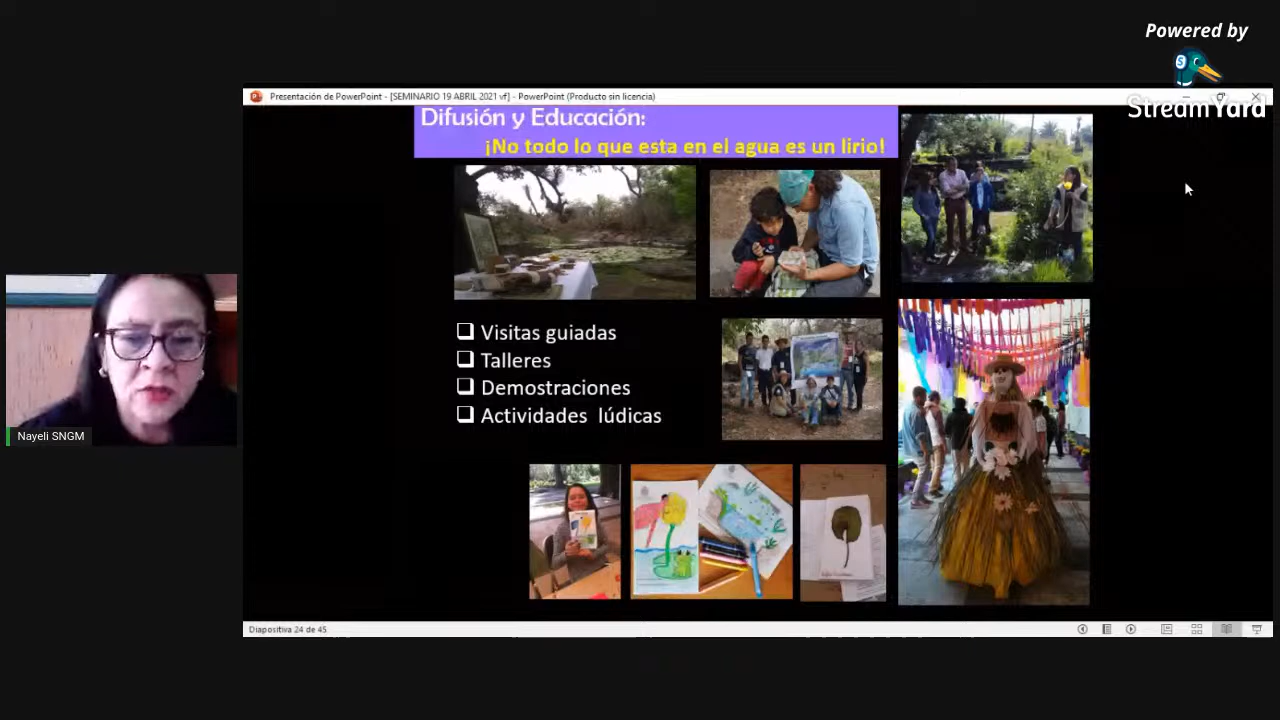 Powered by
StreamYard
Presentación de PowerPoint - [SEMINARIO 19 ABRIL 2021 vf] - PowerPoint (Producto sin licencia)
Difusión y Educación:
¡No todo lo que esta en el agua es un lirio!
Visitas guiadas
Talleres
Demostraciones
Actividades lúdicas
Nayeli SNGM
Diapositiva 24 de 45